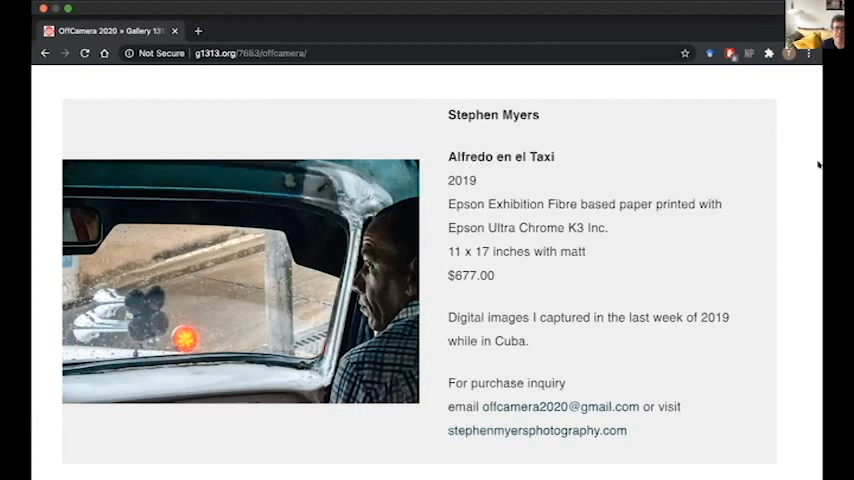 OffCamera 2020 » Gallery 131
Not Secure
g1313.org/7683/offcamera/
NP
T
Stephen Myers
Alfredo en el Taxi
2019
Epson Exhibition Fibre based paper printed with
Epson Ultra Chrome K3 Inc.
11 x 17 inches with matt
$677.00
Digital images I captured in the last week of 2019
while in Cuba.
For purchase inquiry
email offcamera2020@gmail.com or visit
stephenmyersphotography.com